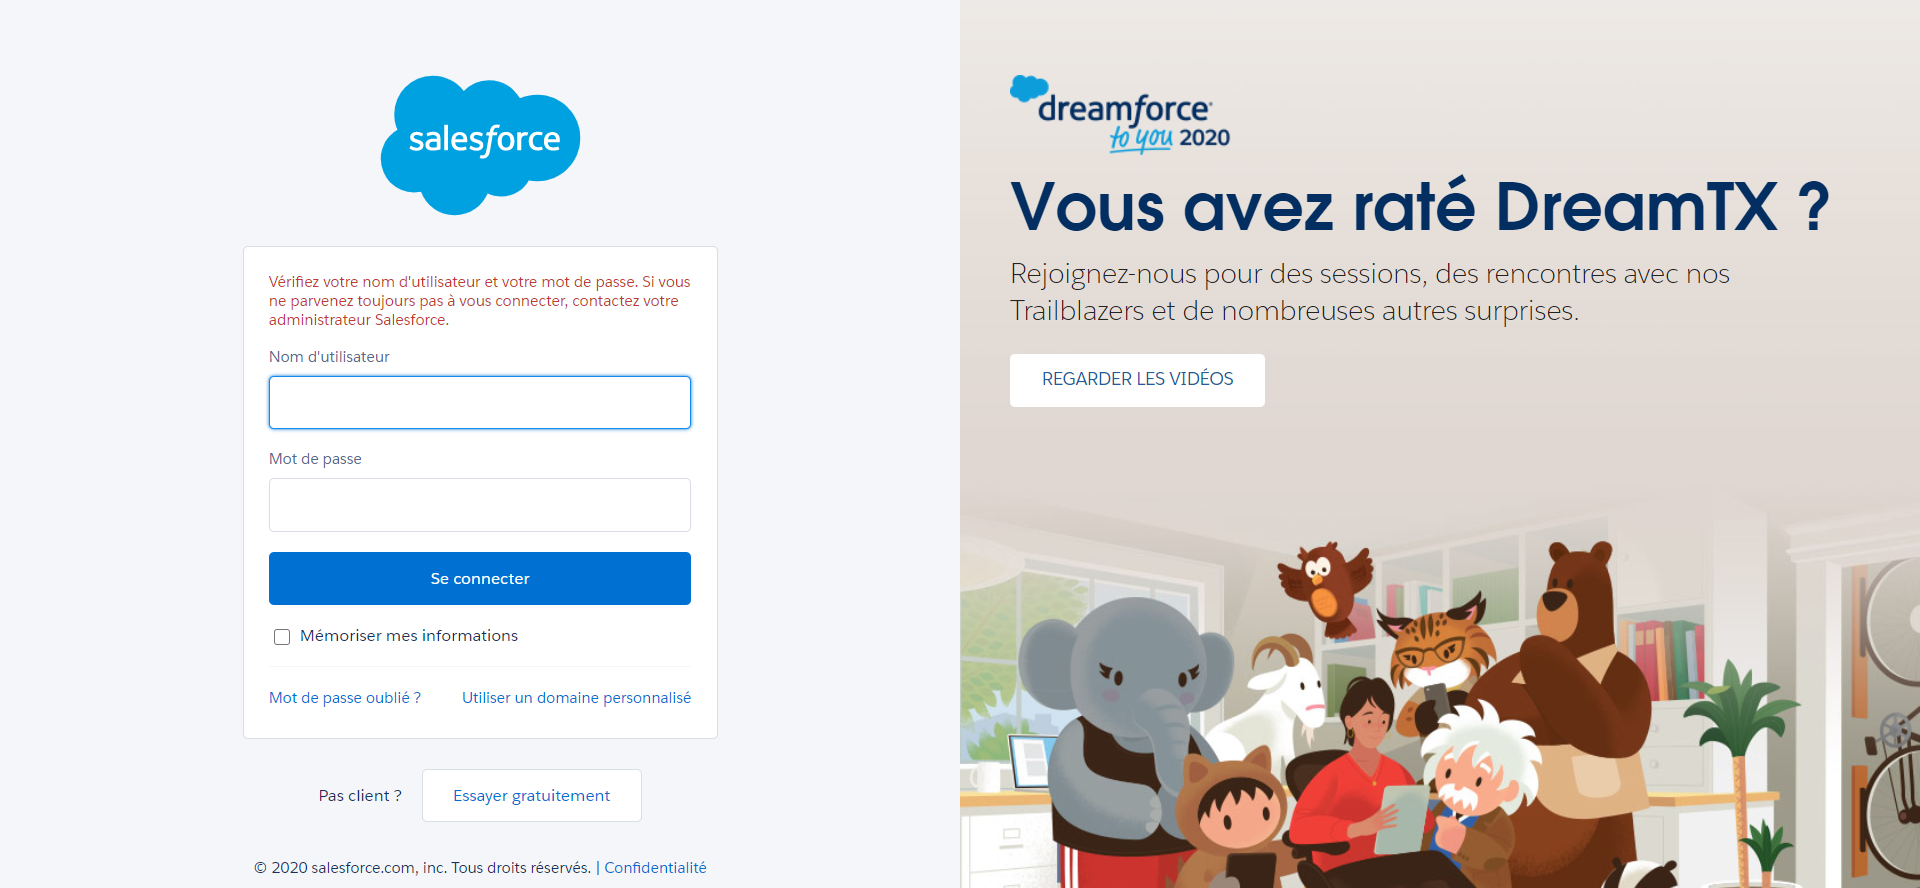 salesforce
Vérifiez votre nom d'utilisateur et votre mot de passe. Si vous
ne parvenez toujours pas à vous connecter, contactez votre
administrateur Salesforce.
Nom d'utilisateur
Mot de passe
Se connecter
Mémoriser mes informations
Mot de passe oublié ? Utiliser un domaine personnalisé
Pas client ? Essayer gratuitement
© 2020 salesforce.com, inc. Tous droits réservés. | Confidentialité
dreamforce
to you 2020
Vous avez raté DreamTX ?
Rejoignez-nous pour des sessions, des rencontres avec nos
Trailblazers et de nombreuses autres surprises.
REGARDER LES VIDÉOS